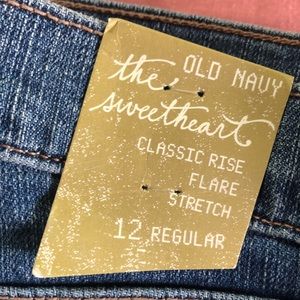 OLD NAVY
the sweetheart
CLASSIC RISE
FLARE
STRETCH
12 REGULAR